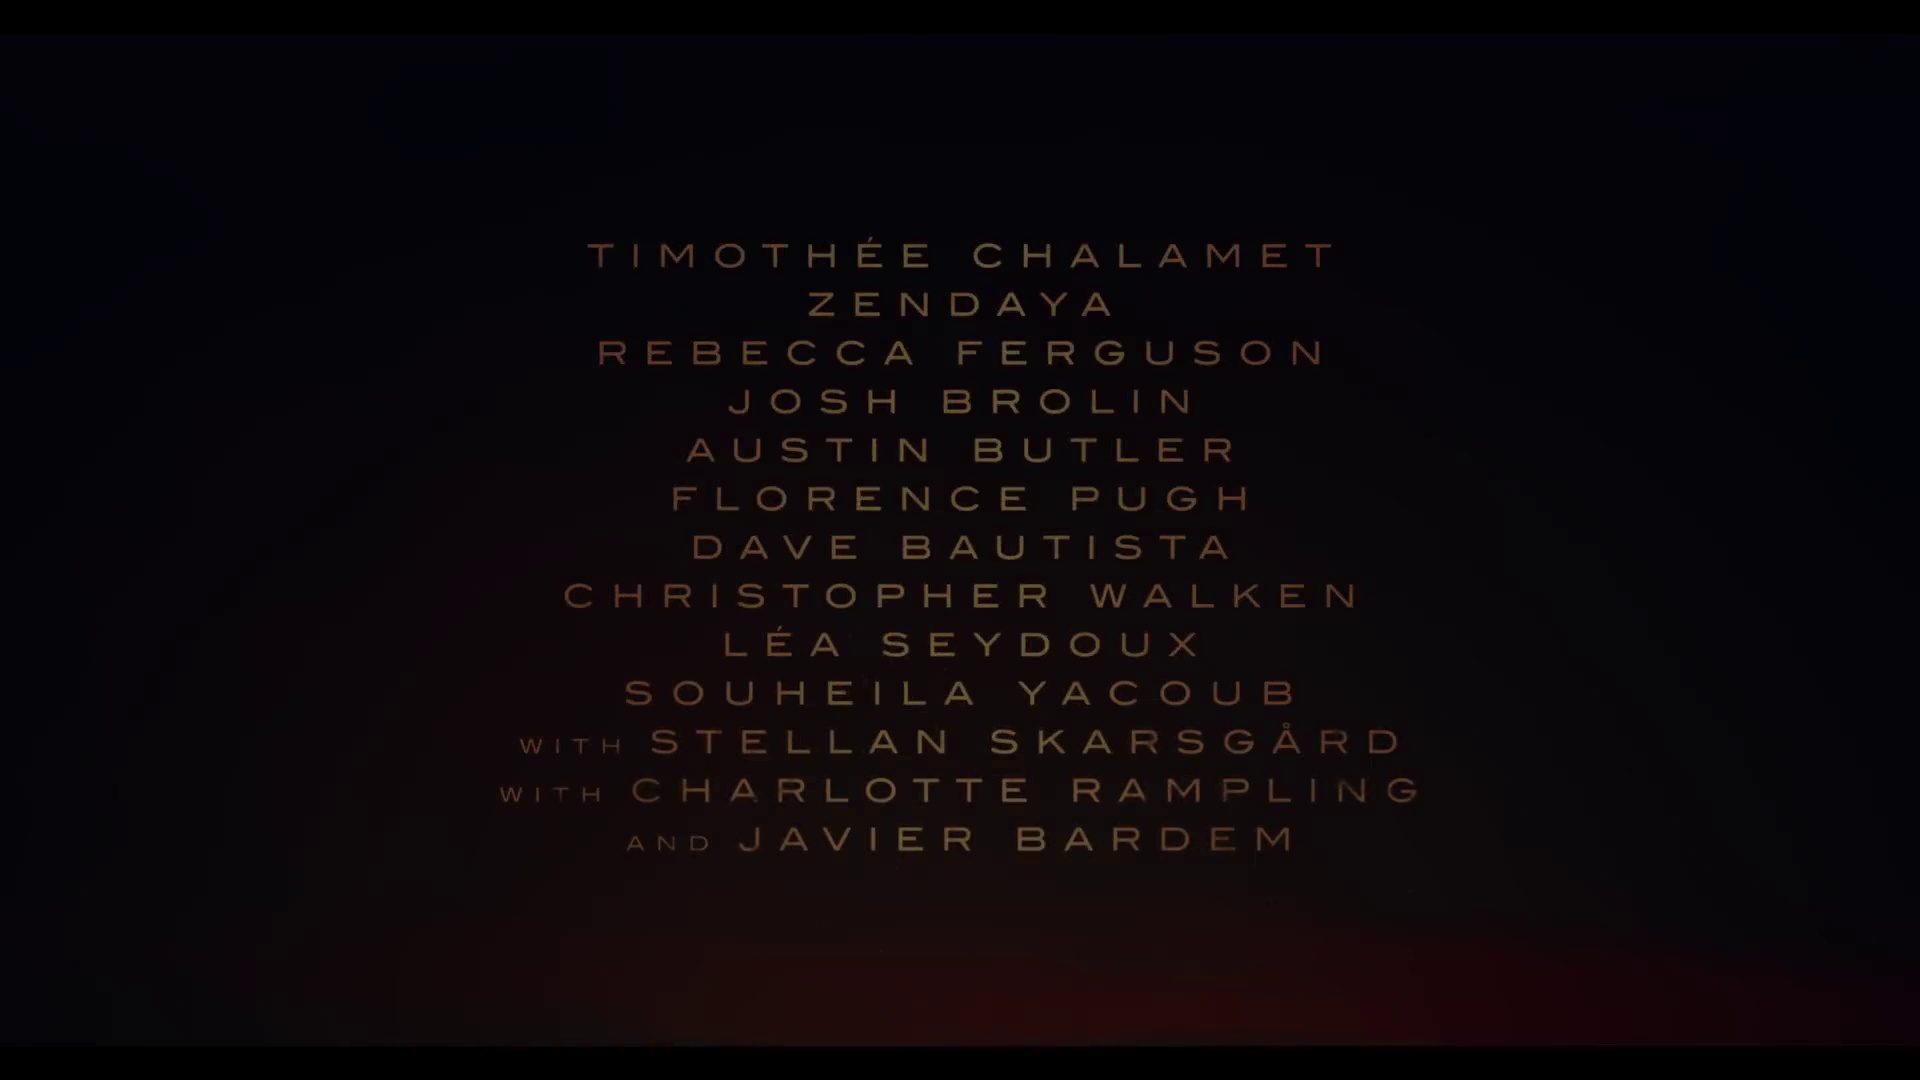 TIMOTHÉE CHALAMET
ZENDAYA
REBECCA FERGUSON
JOSH BROLIN
AUSTIN BUTLER
FLORENCE PUGH
DAVE BAUTISTA
CHRISTOPHER WALKEN
LÉA SEYDOUX
SOUHEILA YACOUB
WITH STELLAN SKARSGÅRD
WITH CHARLOTTE RAMPLING
AND JAVIER BARDEM